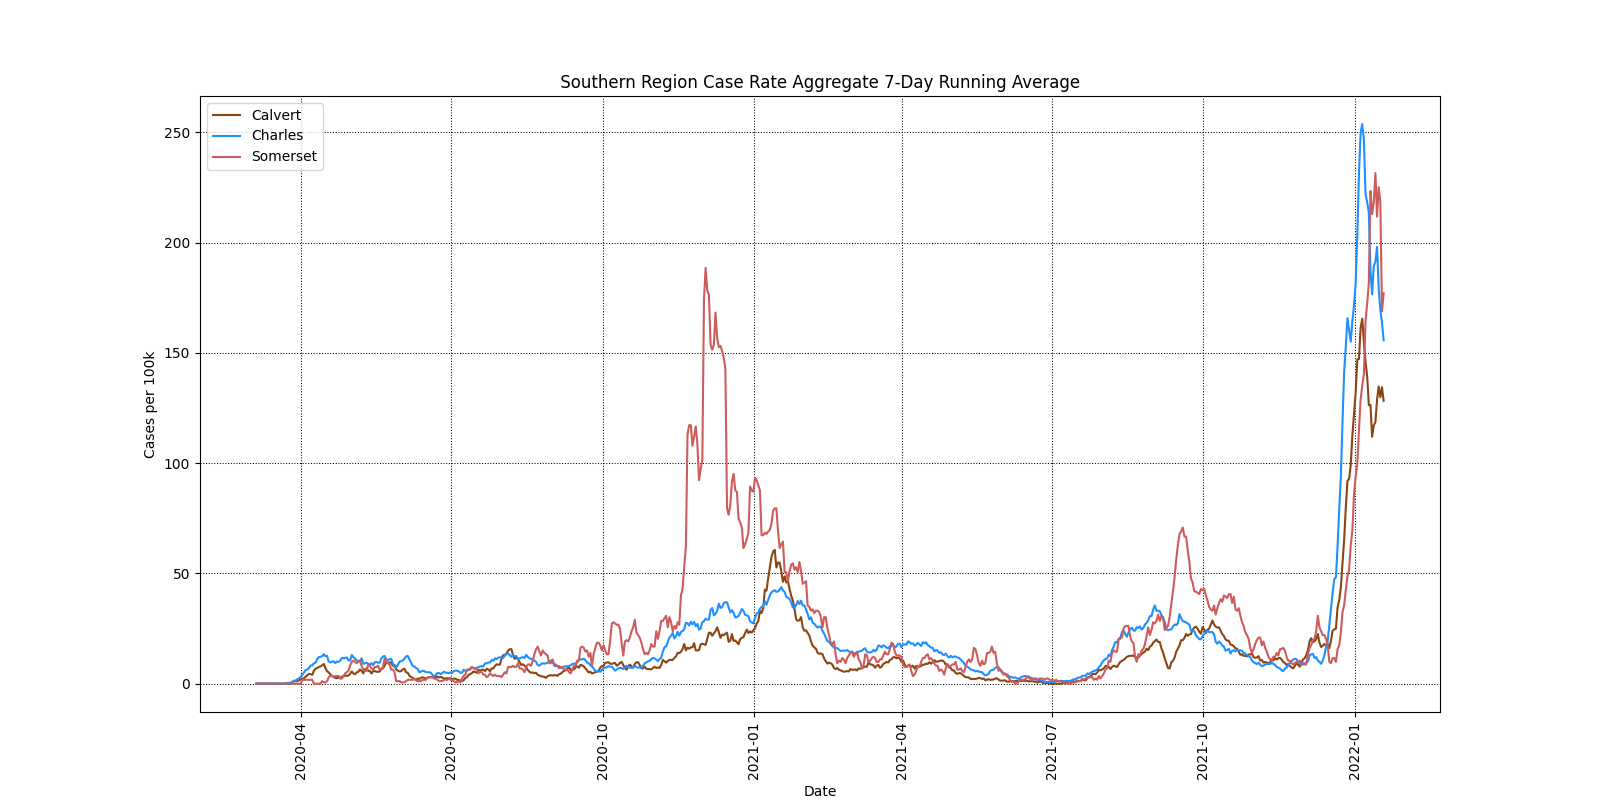 Southern Region Case Rate Aggregate 7-Day Running Average
Calvert
Charles
Somerset
Cases per 100k
250
200
150
100
50
0
2020-04
2020-07
2020-10
2021-01
2021-04
2021-07
2021-10
2022-01
Date